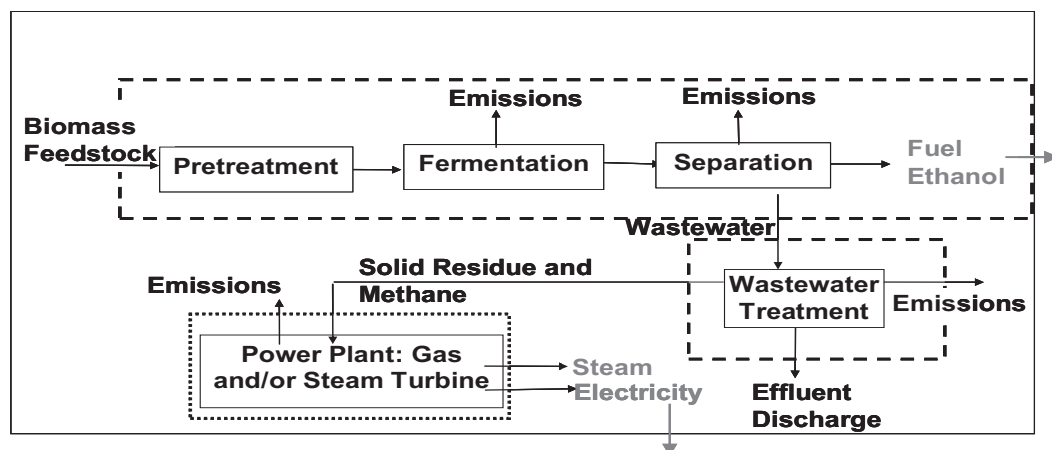 Emissions
Emissions
Biomass
Feedstock
Pretreatment
Fermentation
Separation
Fuel
Ethanol
Wastewater
Solid Residue and
Methane
Emissions
Wastewater
Treatment
Emissions
Power Plant: Gas
and/or Steam Turbine
Steam
Electricity
Effluent
Discharge